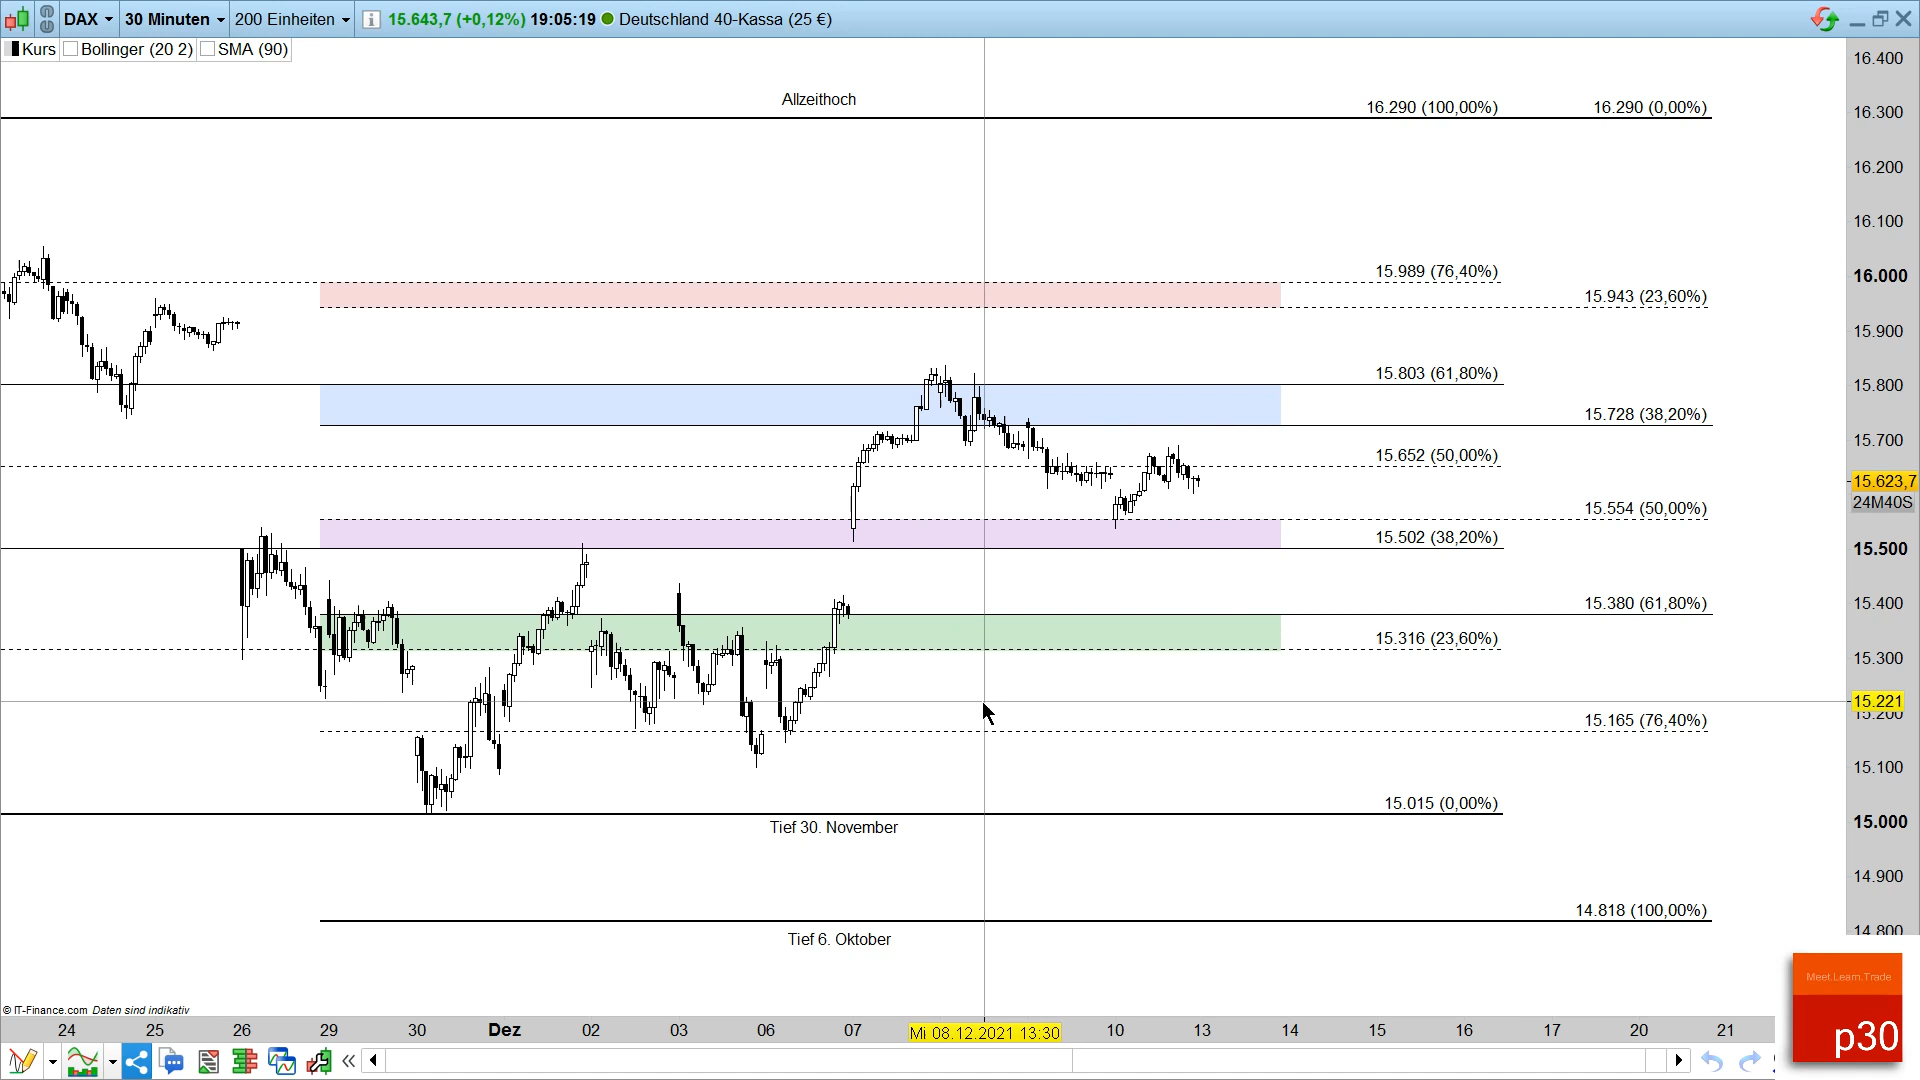 DAX 30 Minuten 200 Einheiten 15.643,7 (+0,12%) 19:05:19 Deutschland 40-Kassa (25 €)
Kurs Bollinger (20 2) SMA (90)
16.400
Allzeithoch
16.290 (100,00%) 16.290 (0,00%)
16.300
16.200
16.100
15.989 (76,40%)
16.000
15.943 (23,60%)
15.900
15.803 (61,80%)
15.800
15.728 (38,20%)
15.700
15.652 (50,00%)
15.623,7
24M40S
15.554 (50,00%)
15.502 (38,20%)
15.500
15.380 (61,80%)
15.400
15.316 (23,60%)
15.300
15.221
15.200
15.165 (76,40%)
15.100
15.015 (0,00%)
Tief 30. November
15.000
14.900
14.818 (100,00%)
14.800
Tief 6. Oktober
Meet.Learn.Trade
p30
© IT-Finance.com Daten sind indikativ
24 25 26 29 30 Dez 02 03 06 07 Mi 08.12.2021 13:30 10 13 14 15 16 17 20 21